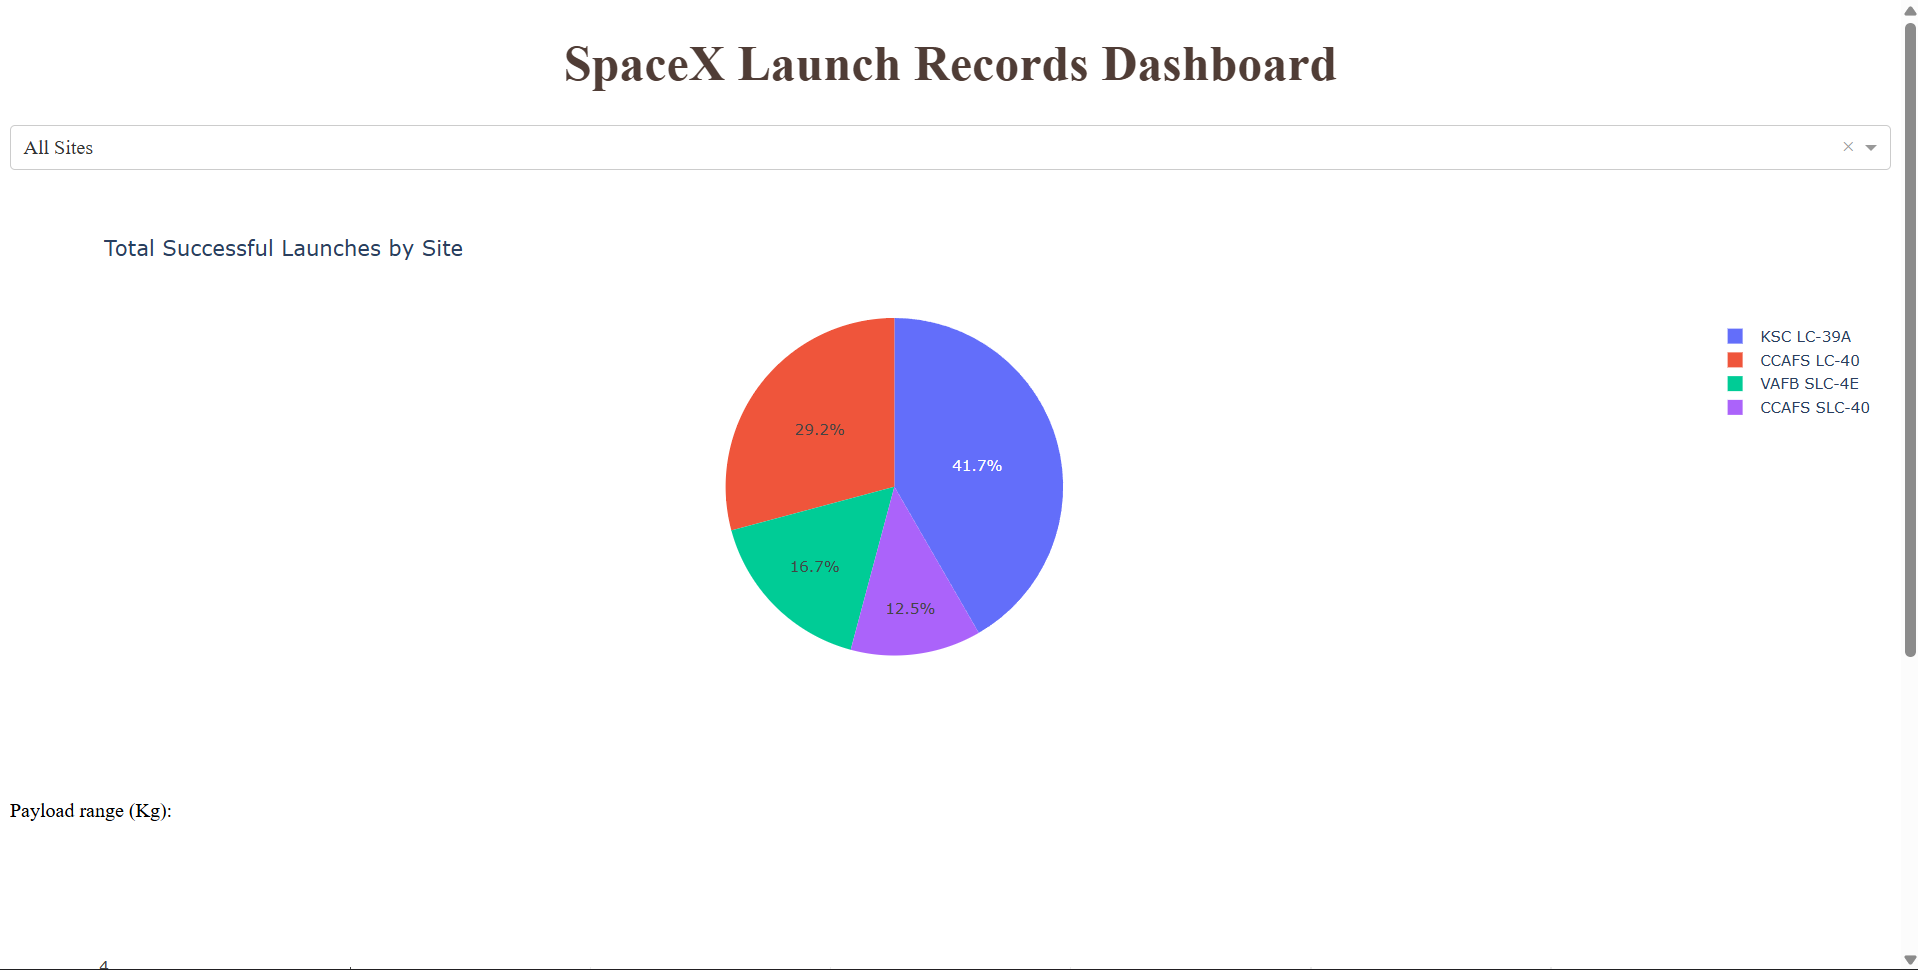 SpaceX Launch Records Dashboard
All Sites
Total Successful Launches by Site
KSC LC-39A
CCAFS LC-40
VAFB SLC-4E
CCAFS SLC-40
29.2%
41.7%
16.7%
12.5%
Payload range (Kg):
4